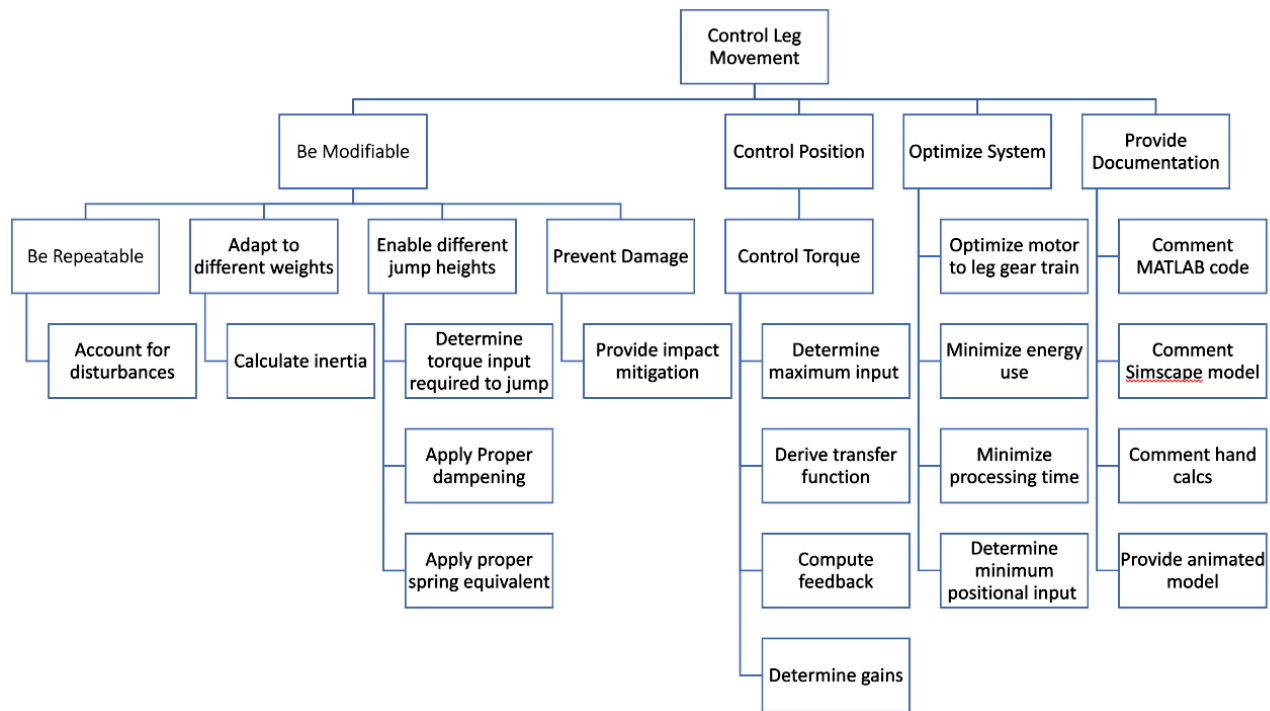 Control Leg
Movement
Be Modifiable
Control Position
Optimize System
Provide
Documentation
Be Repeatable
Adapt to
different weights
Enable different
jump heights
Prevent Damage
Control Torque
Optimize motor
to leg gear train
Comment
MATLAB code
Account for
disturbances
Calculate inertia
Determine
torque input
required to jump
Provide impact
mitigation
Determine
maximum input
Minimize energy
use
Comment
Simscape model
Apply Proper
dampening
Derive transfer
function
Minimize
processing time
Comment hand
calcs
Apply proper
spring equivalent
Compute
feedback
Determine
minimum
positional input
Provide animated
model
Determine gains